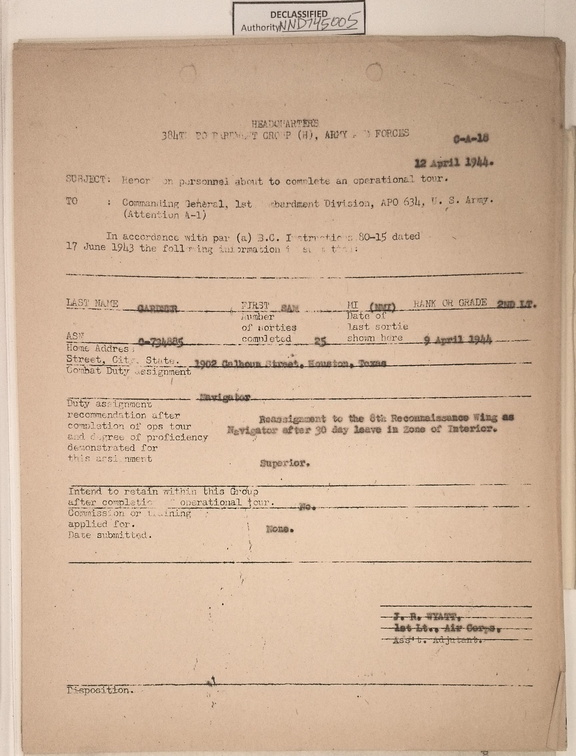 DECLASSIFIED
Authority NND745005
HEADQUARTERS
384TH BOMBARDMENT GROUP (H), ARMY AIR FORCES
C-A-18
12 April 1944.
SUBJECT: Report on personnel about to complete an operational tour.
TO : Commanding General, 1st Bombardment Division, APO 634, U. S. Army.
(Attention A-1)
In accordance with par (a) B.C. Instructions 80-15 dated
17 June 1943 the following information is
LAST NAME GARDNER FIRST SAM MI (NMI) RANK OR GRADE 2ND LT.
Number of sorties completed 25 Date of last sortie shown here 9 April 1944
ASN
Home Address
Street, City, State. 1902 Calhoun Street, Houston, Texas
Combat Duty assignment
Navigator
Duty assignment
recommendation after
completion of ops tour
and degree of proficiency
demonstrated for
this assignment
Reassignment to the 8th Reconnaissance Wing as
Navigator after 30 day leave in Zone of Interior.
Superior.
Intend to retain within this Group
after completion operational tour. No.
Commission or training
applied for.
Date submitted.
None.
J. R. WYATT,
1st Lt., Air Corps,
Ass't. Adjutant.
Disposition.